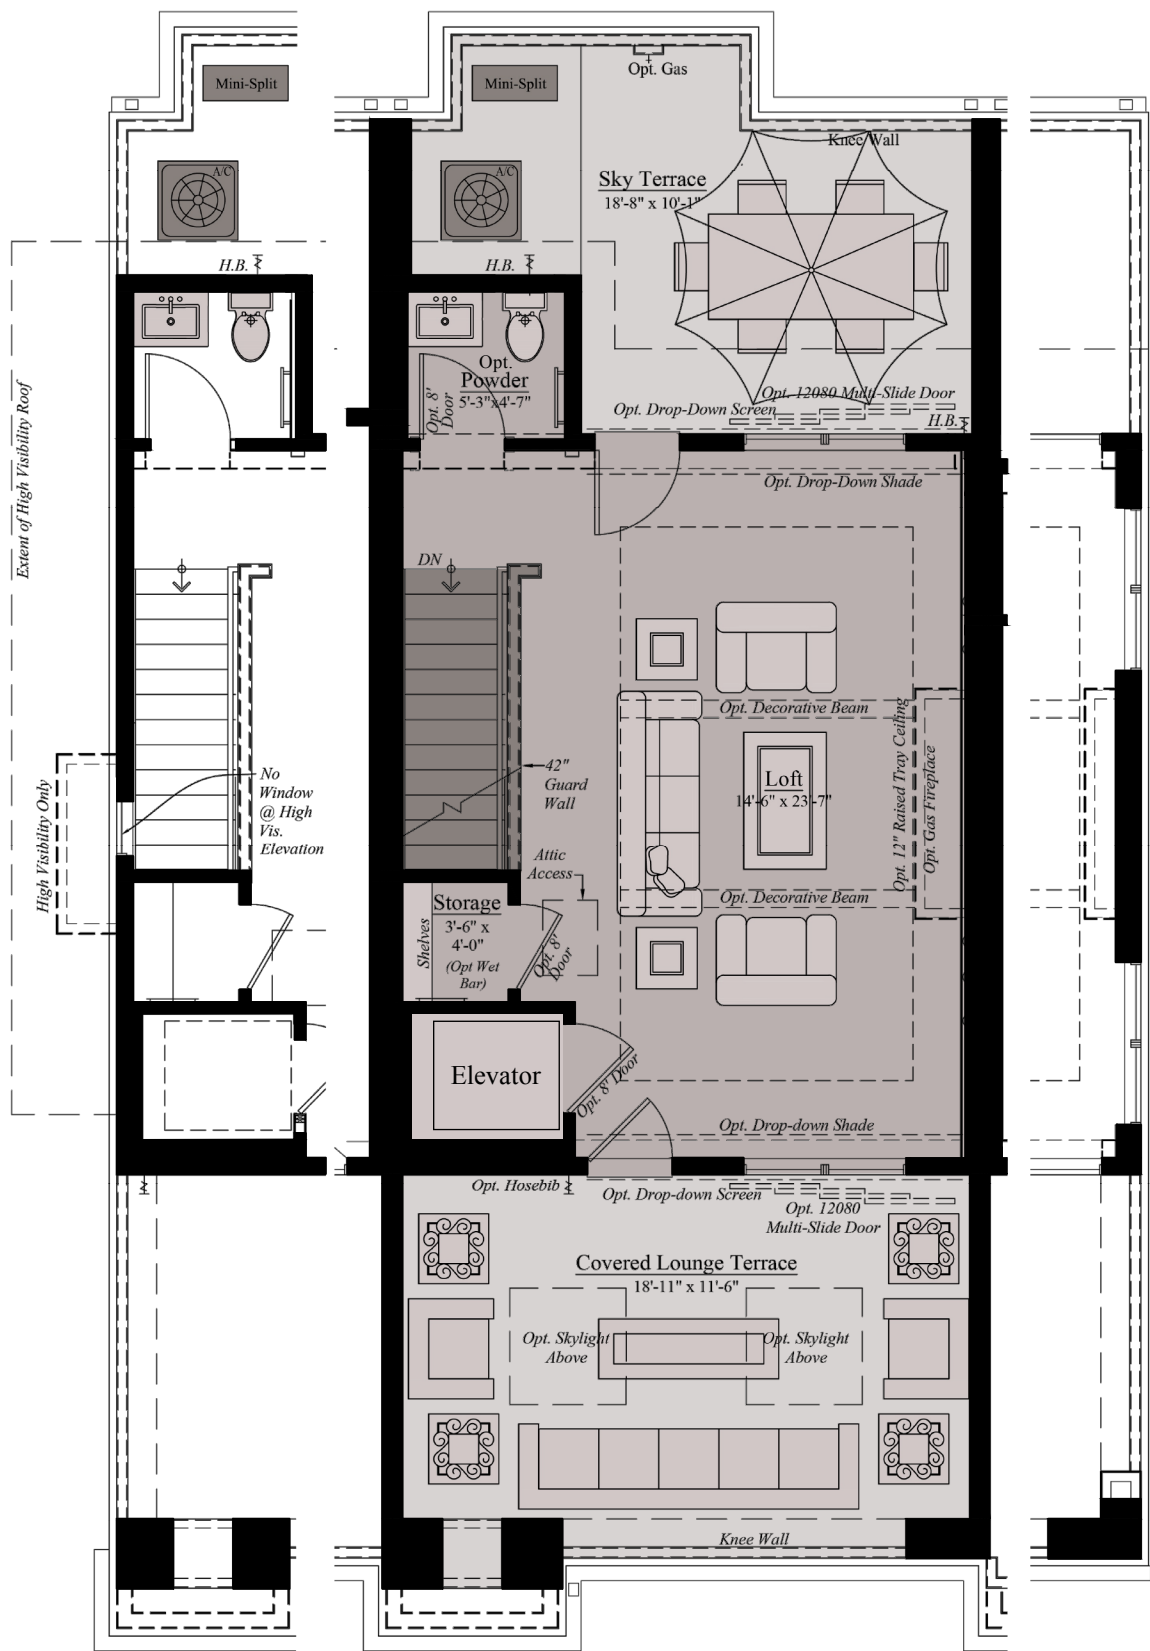 Mini-Split
Mini-Split
Opt. Gas
Knee Wall
A/C
A/C
Sky Terrace
18'-8" x 10'-1"
H.B.
H.B.
Opt.
Powder
5'-3"x4'-7"
Opt. 8'
Door
Opt. 12080 Multi-Slide Door
Opt. Drop-Down Screen
H.B.
Extent of High Visibility Roof
Opt. Drop-Down Shade
DN
Opt. Decorative Beam
42"
Guard
Wall
No
Window
@ High
Vis.
Elevation
Loft
14'-6" x 23'-7"
Opt. 12" Raised Tray Ceiling
Opt. Gas Fireplace
High Visibility Only
Attic
Access
Opt. Decorative Beam
Storage
3'-6" x
4'-0"
(Opt Wet
Bar)
Shelves
Opt. 8'
Door
Elevator
Opt. 8' Door
Opt. Drop-down Shade
Opt. Hosebib
Opt. Drop-down Screen
Opt. 12080
Multi-Slide Door
Covered Lounge Terrace
18'-11" x 11'-6"
Opt. Skylight
Above
Opt. Skylight
Above
Knee Wall